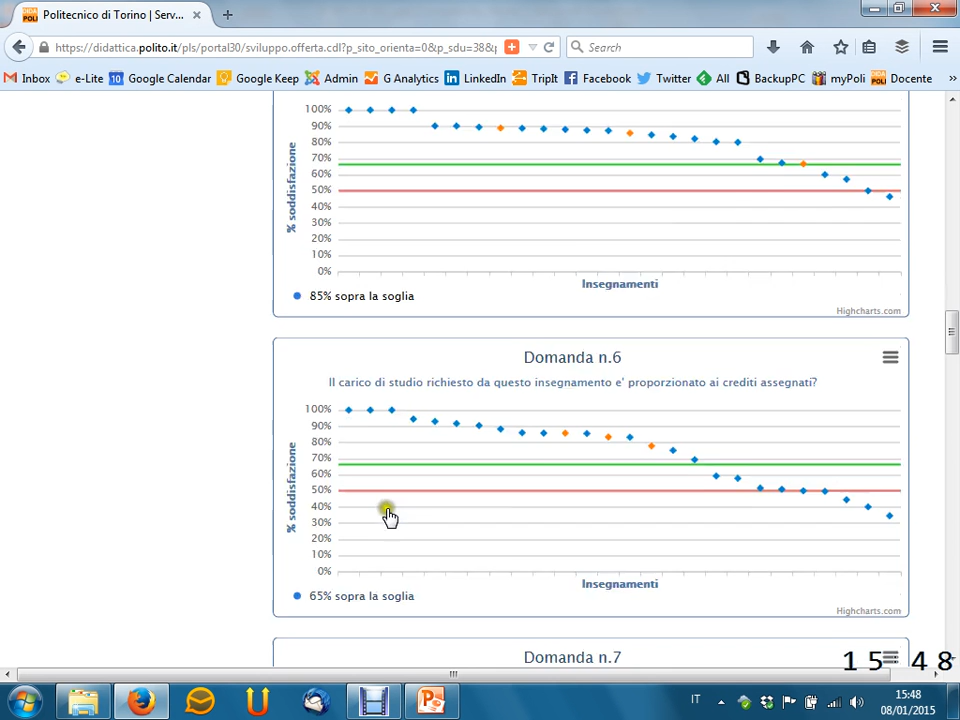 Politecnico di Torino | Serv...
https://didattica.polito.it/pls/portal30/sviluppo.offerta.cdl?p_sito_orienta=0&p_sdu=38&p
Search
Inbox e-Lite Google Calendar Google Keep Admin G Analytics LinkedIn TripIt Facebook Twitter All BackupPC myPoli Docente »
100%
90%
80%
70%
60%
50%
40%
30%
20%
10%
0%
% soddisfazione
Insegnamenti
85% sopra la soglia
Highcharts.com
Domanda n.6
Il carico di studio richiesto da questo insegnamento e' proporzionato ai crediti assegnati?
100%
90%
80%
70%
60%
50%
40%
30%
20%
10%
0%
% soddisfazione
Insegnamenti
65% sopra la soglia
Highcharts.com
Domanda n.7
15 48
IT
15:48
08/01/2015